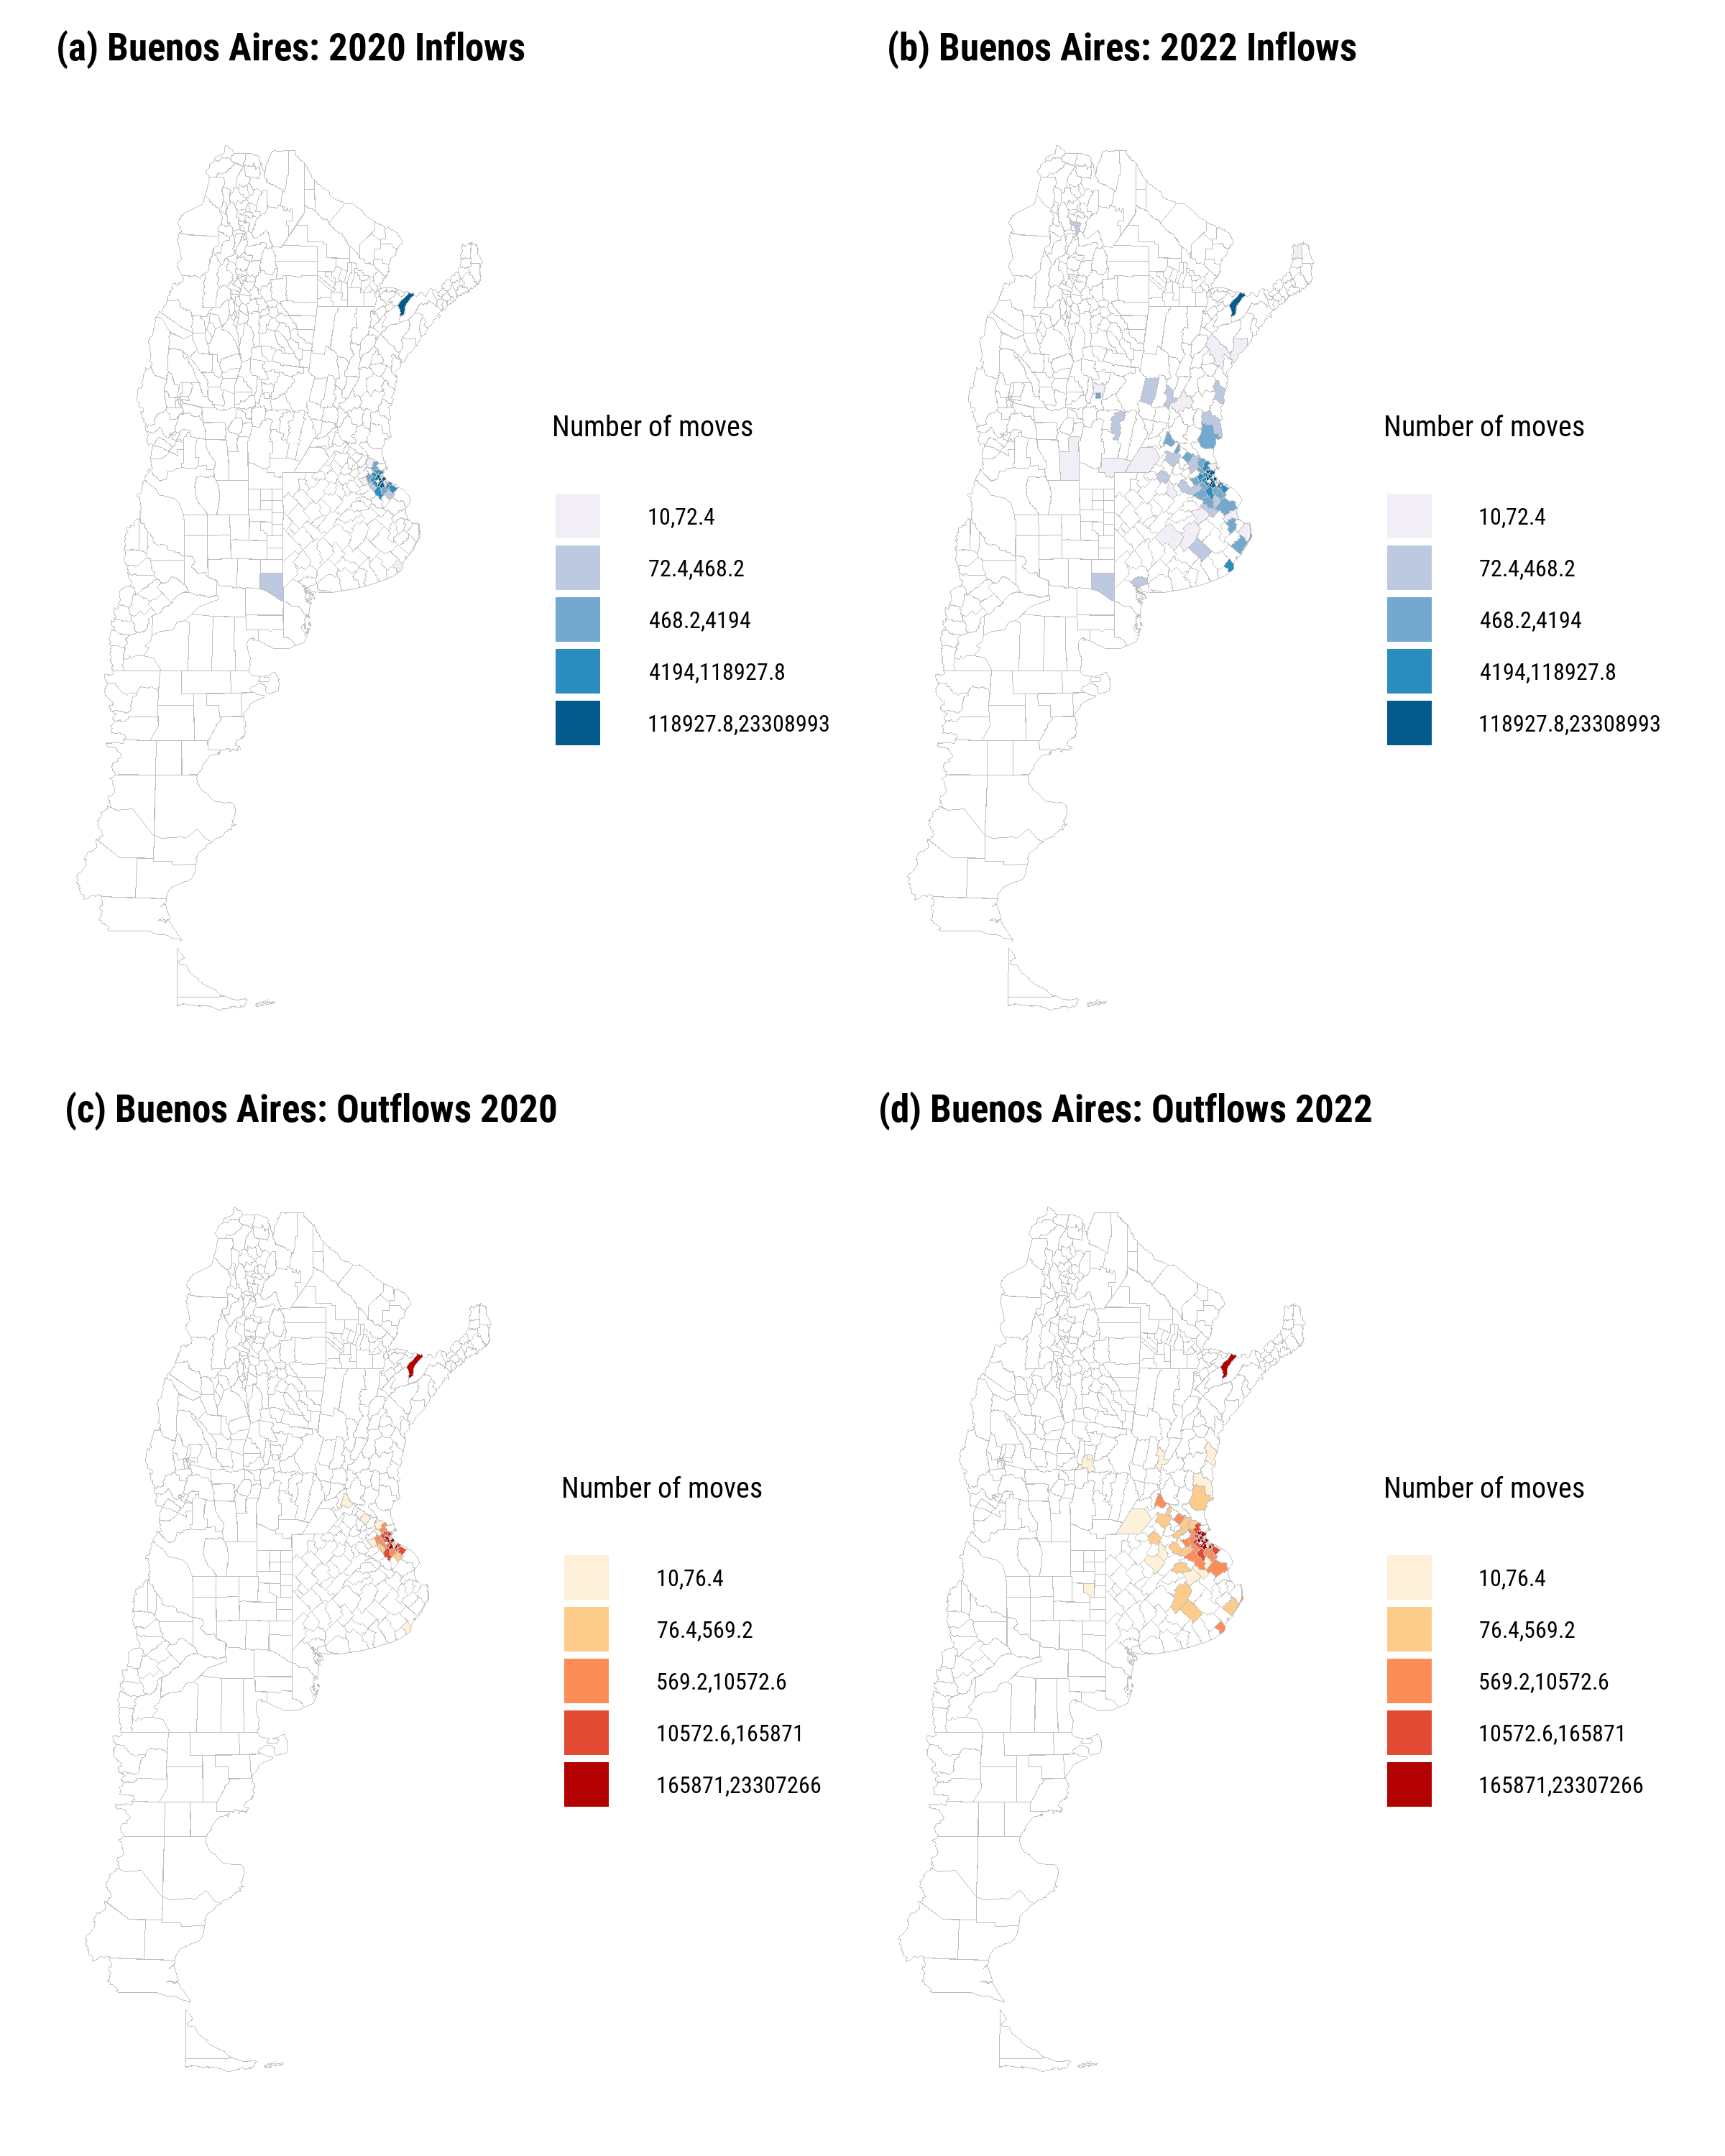 (a) Buenos Aires: 2020 Inflows
Number of moves
10,72.4
72.4,468.2
468.2,4194
4194,118927.8
118927.8,23308993
(b) Buenos Aires: 2022 Inflows
Number of moves
10,72.4
72.4,468.2
468.2,4194
4194,118927.8
118927.8,23308993
(c) Buenos Aires: Outflows 2020
Number of moves
10,76.4
76.4,569.2
569.2,10572.6
10572.6,165871
165871,23307266
(d) Buenos Aires: Outflows 2022
Number of moves
10,76.4
76.4,569.2
569.2,10572.6
10572.6,165871
165871,23307266